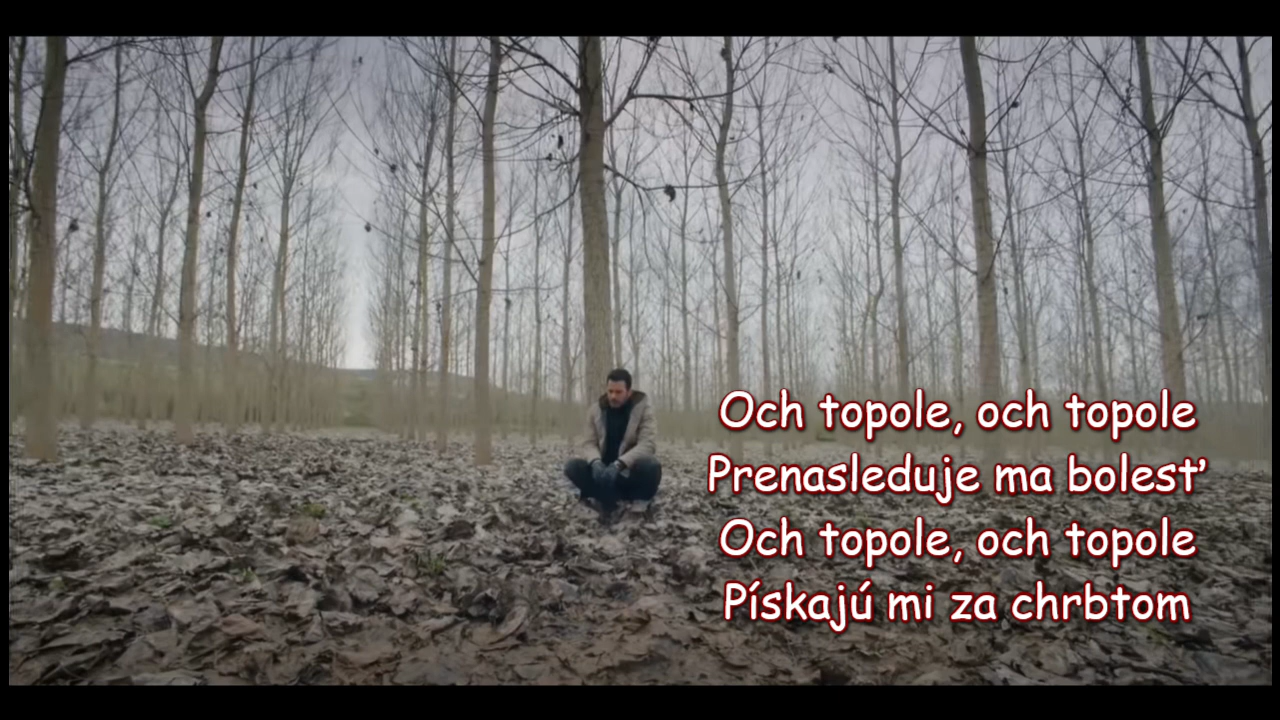 Och topole, och topole
Prenasleduje ma bolesť
Och topole, och topole
Pískajú mi za chrbtom